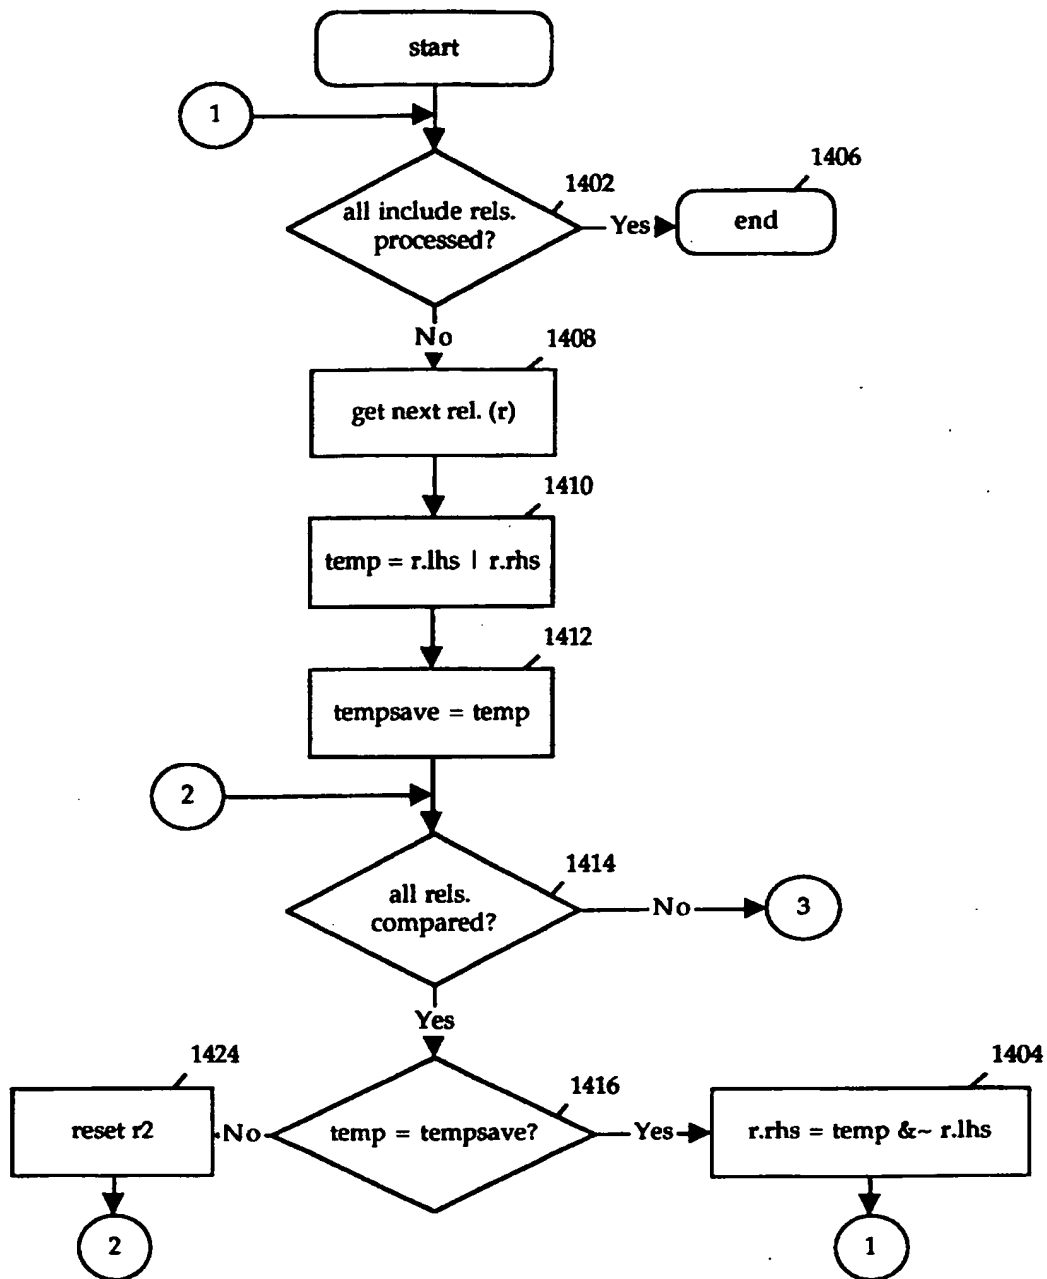 start
1
1406
1402
all include rels.
processed?
Yes
end
No
1408
get next rel. (r)
1410
temp = r.lhs | r.rhs
1412
tempsave = temp
2
1414
all rels.
compared?
No
3
Yes
1424
1416
1404
reset r2
No
temp = tempsave?
Yes
r.rhs = temp &~ r.lhs
2
1